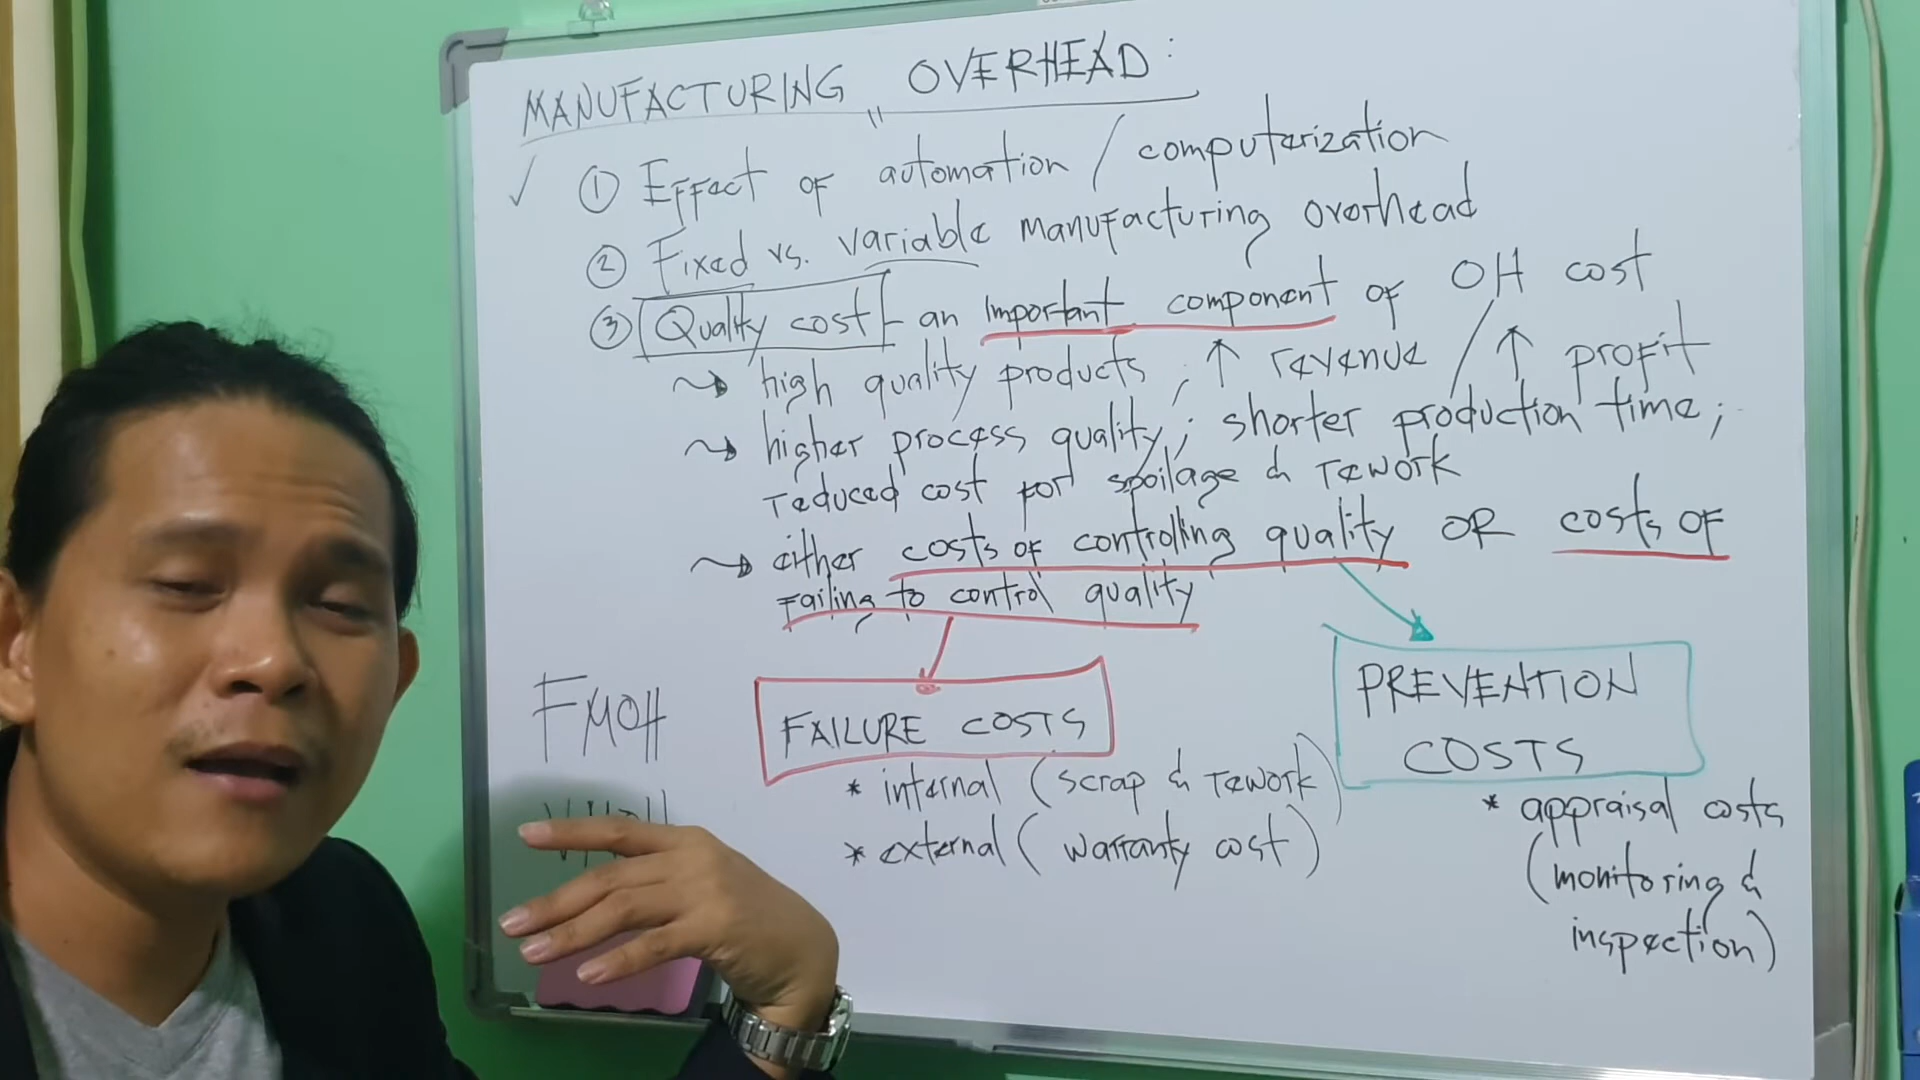 MANUFACTURING OVERHEAD:
✓ ① Effect of automation / computerization
② Fixed vs. variable manufacturing overhead
③ Quality cost - an important component of OH cost
↝ high quality products ; ↑ revenue / ↑ profit
↝ higher process quality ; shorter production time ;
reduced cost for spoilage & rework
↝ either costs of controlling quality OR costs of
failing to control quality
FMOH
VMOH
FAILURE COSTS
* internal (scrap & rework)
* external (warranty cost)
PREVENTION
COSTS
* appraisal costs
(monitoring &
inspection)